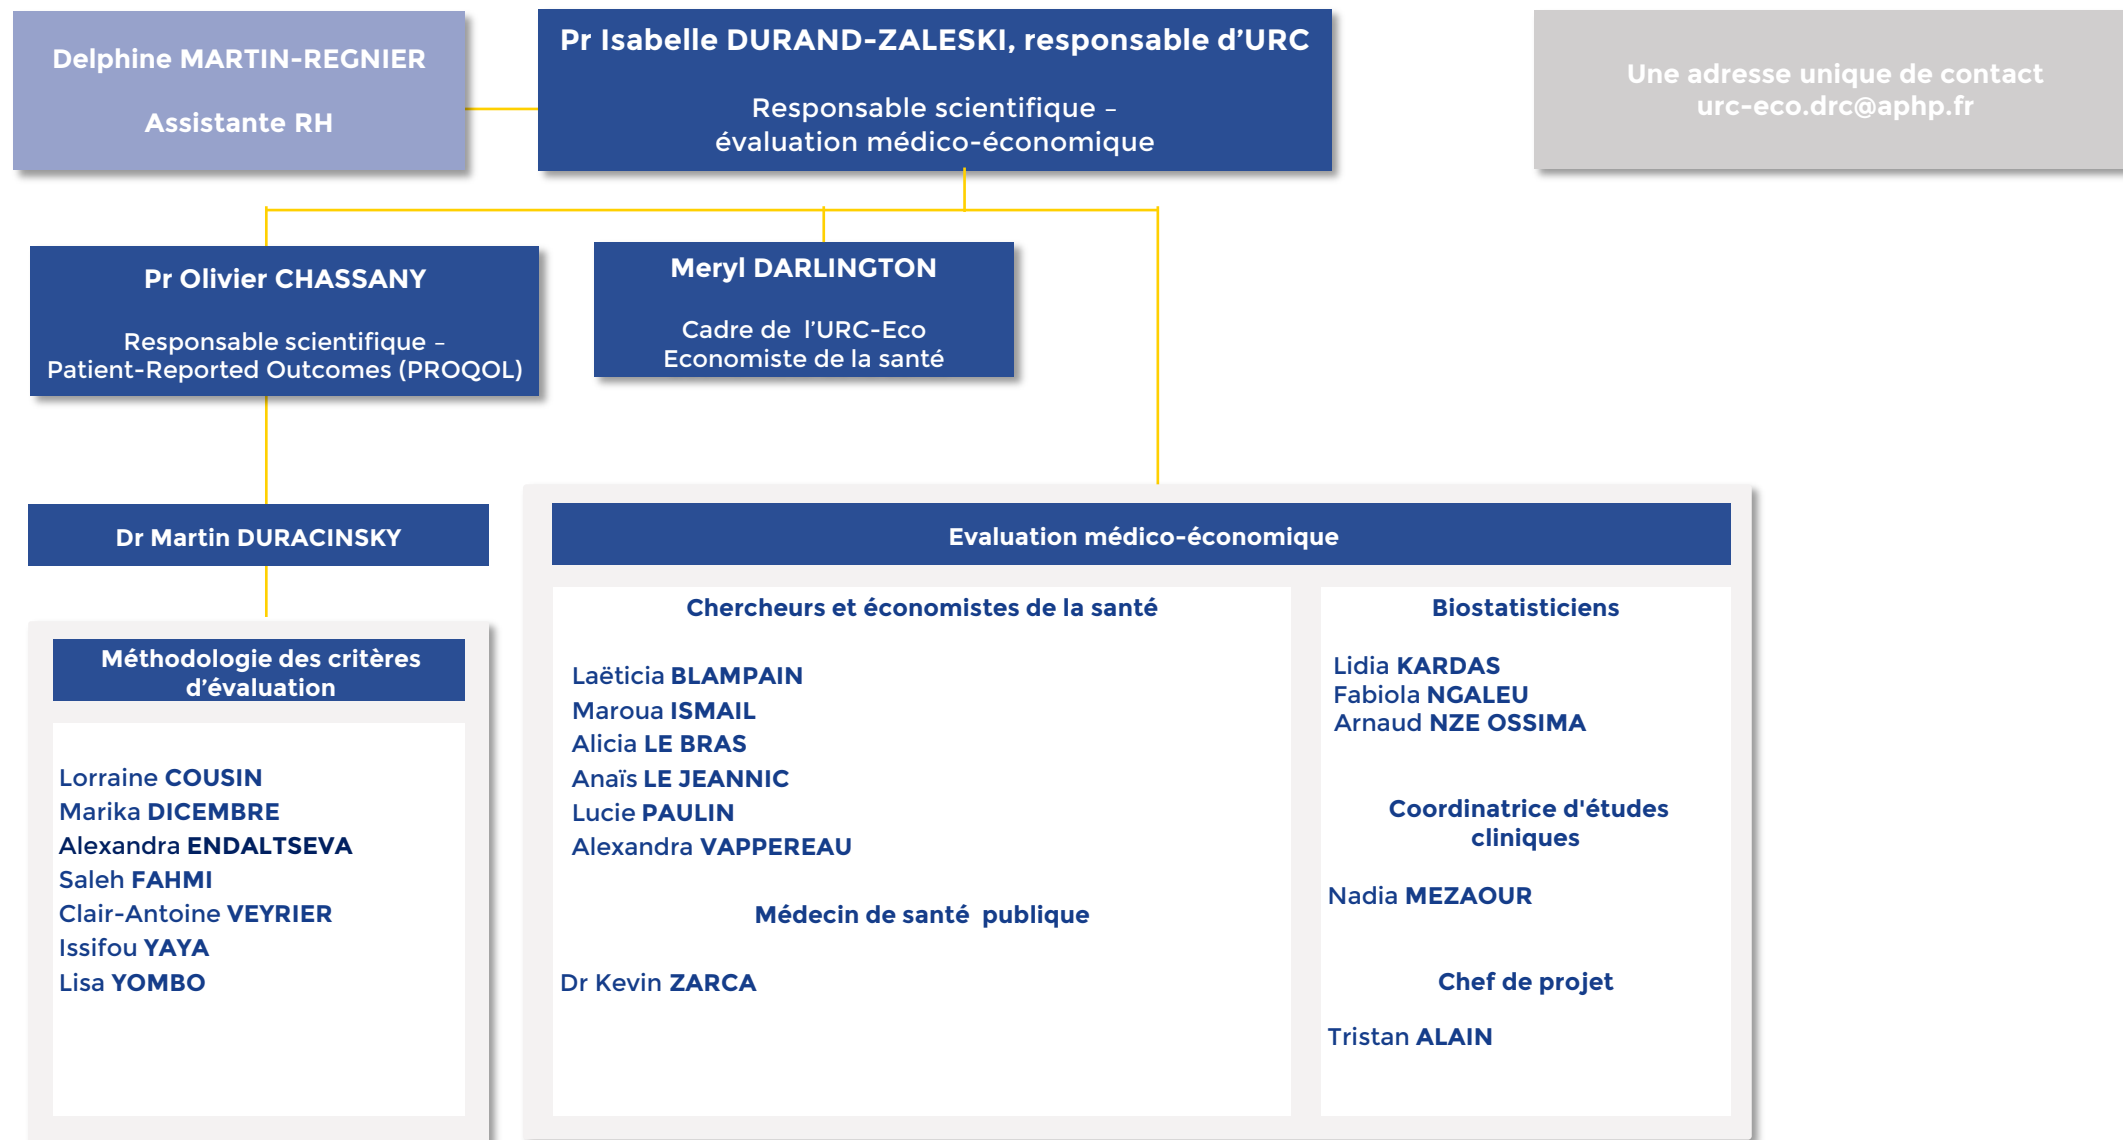 Delphine MARTIN-REGNIER
Assistante RH
Pr Isabelle DURAND-ZALESKI, responsable d’URC
Responsable scientifique –
évaluation médico-économique
Une adresse unique de contact
urc-eco.drc@aphp.fr
Pr Olivier CHASSANY
Responsable scientifique –
Patient-Reported Outcomes (PROQOL)
Meryl DARLINGTON
Cadre de l’URC-Eco
Economiste de la santé
Dr Martin DURACINSKY
Méthodologie des critères
d’évaluation
Lorraine COUSIN
Marika DICEMBRE
Alexandra ENDALTSEVA
Saleh FAHMI
Clair-Antoine VEYRIER
Issifou YAYA
Lisa YOMBO
Evaluation médico-économique
Chercheurs et économistes de la santé
Laëticia BLAMPAIN
Maroua ISMAIL
Alicia LE BRAS
Anaïs LE JEANNIC
Lucie PAULIN
Alexandra VAPPEREAU
Médecin de santé publique
Dr Kevin ZARCA
Biostatisticiens
Lidia KARDAS
Fabiola NGALEU
Arnaud NZE OSSIMA
Coordinatrice d'études
cliniques
Nadia MEZAOUR
Chef de projet
Tristan ALAIN